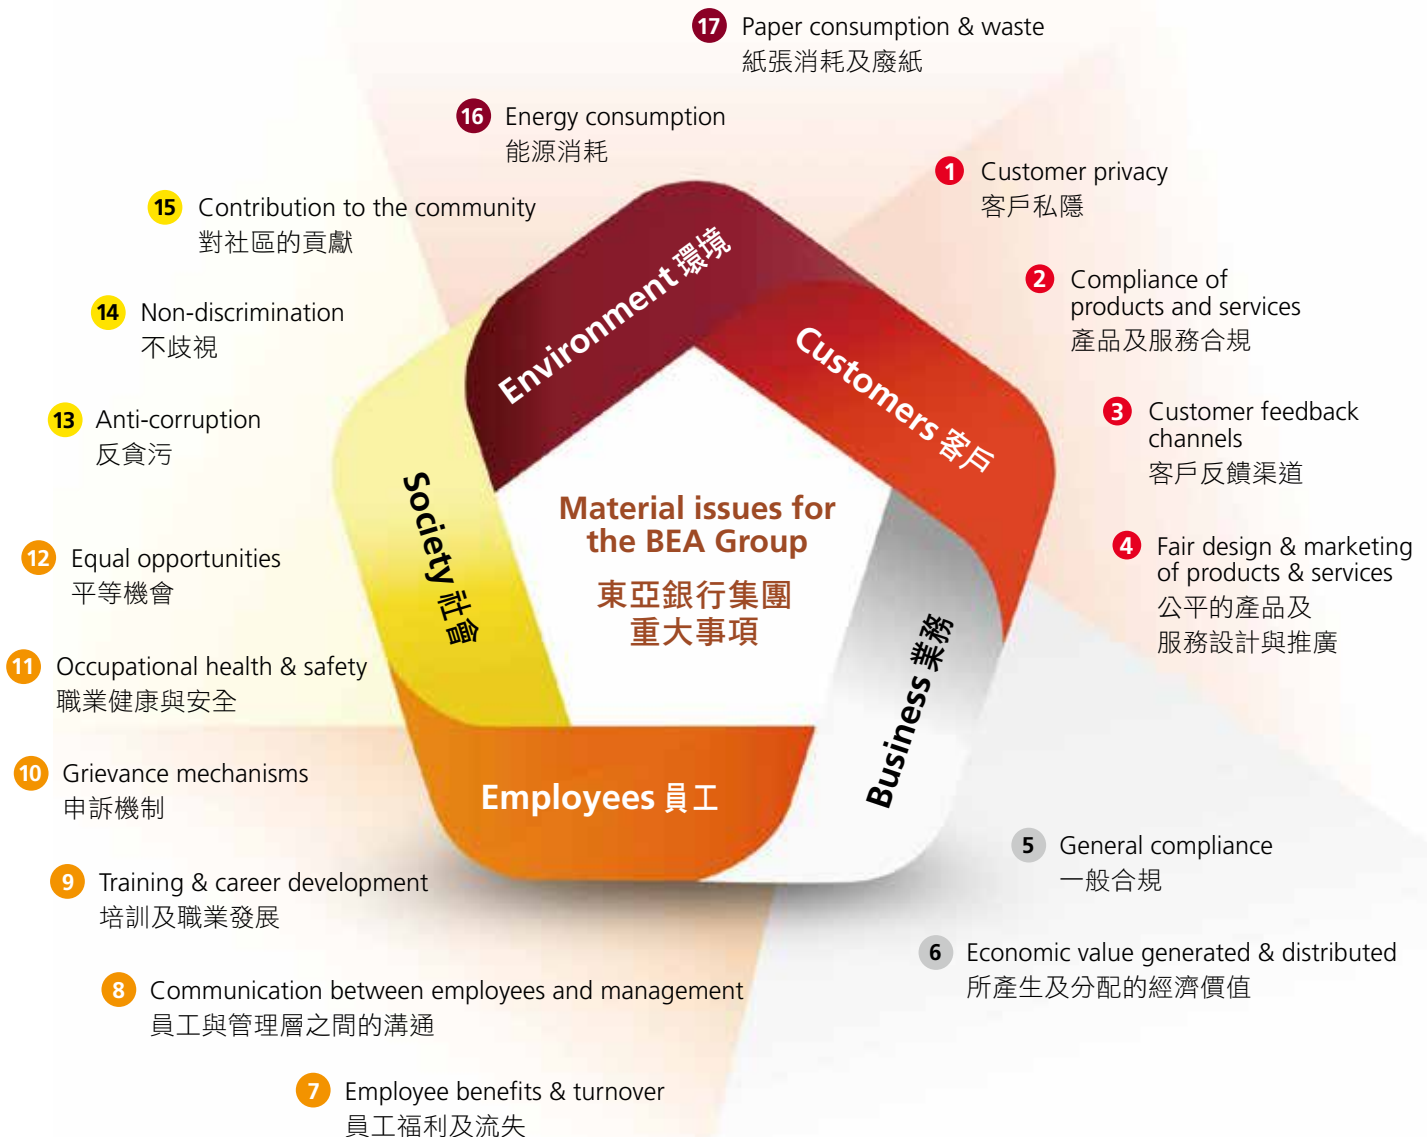 Material issues for
the BEA Group
東亞銀行集團
重大事項
Environment 環境
Customers 客戶
Business 業務
Employees 員工
Society 社會
1 Customer privacy
客戶私隱
2 Compliance of
products and services
產品及服務合規
3 Customer feedback
channels
客戶反饋渠道
4 Fair design & marketing
of products & services
公平的產品及
服務設計與推廣
5 General compliance
一般合規
6 Economic value generated & distributed
所產生及分配的經濟價值
7 Employee benefits & turnover
員工福利及流失
8 Communication between employees and management
員工與管理層之間的溝通
9 Training & career development
培訓及職業發展
10 Grievance mechanisms
申訴機制
11 Occupational health & safety
職業健康與安全
12 Equal opportunities
平等機會
13 Anti-corruption
反貪污
14 Non-discrimination
不歧視
15 Contribution to the community
對社區的貢獻
16 Energy consumption
能源消耗
17 Paper consumption & waste
紙張消耗及廢紙